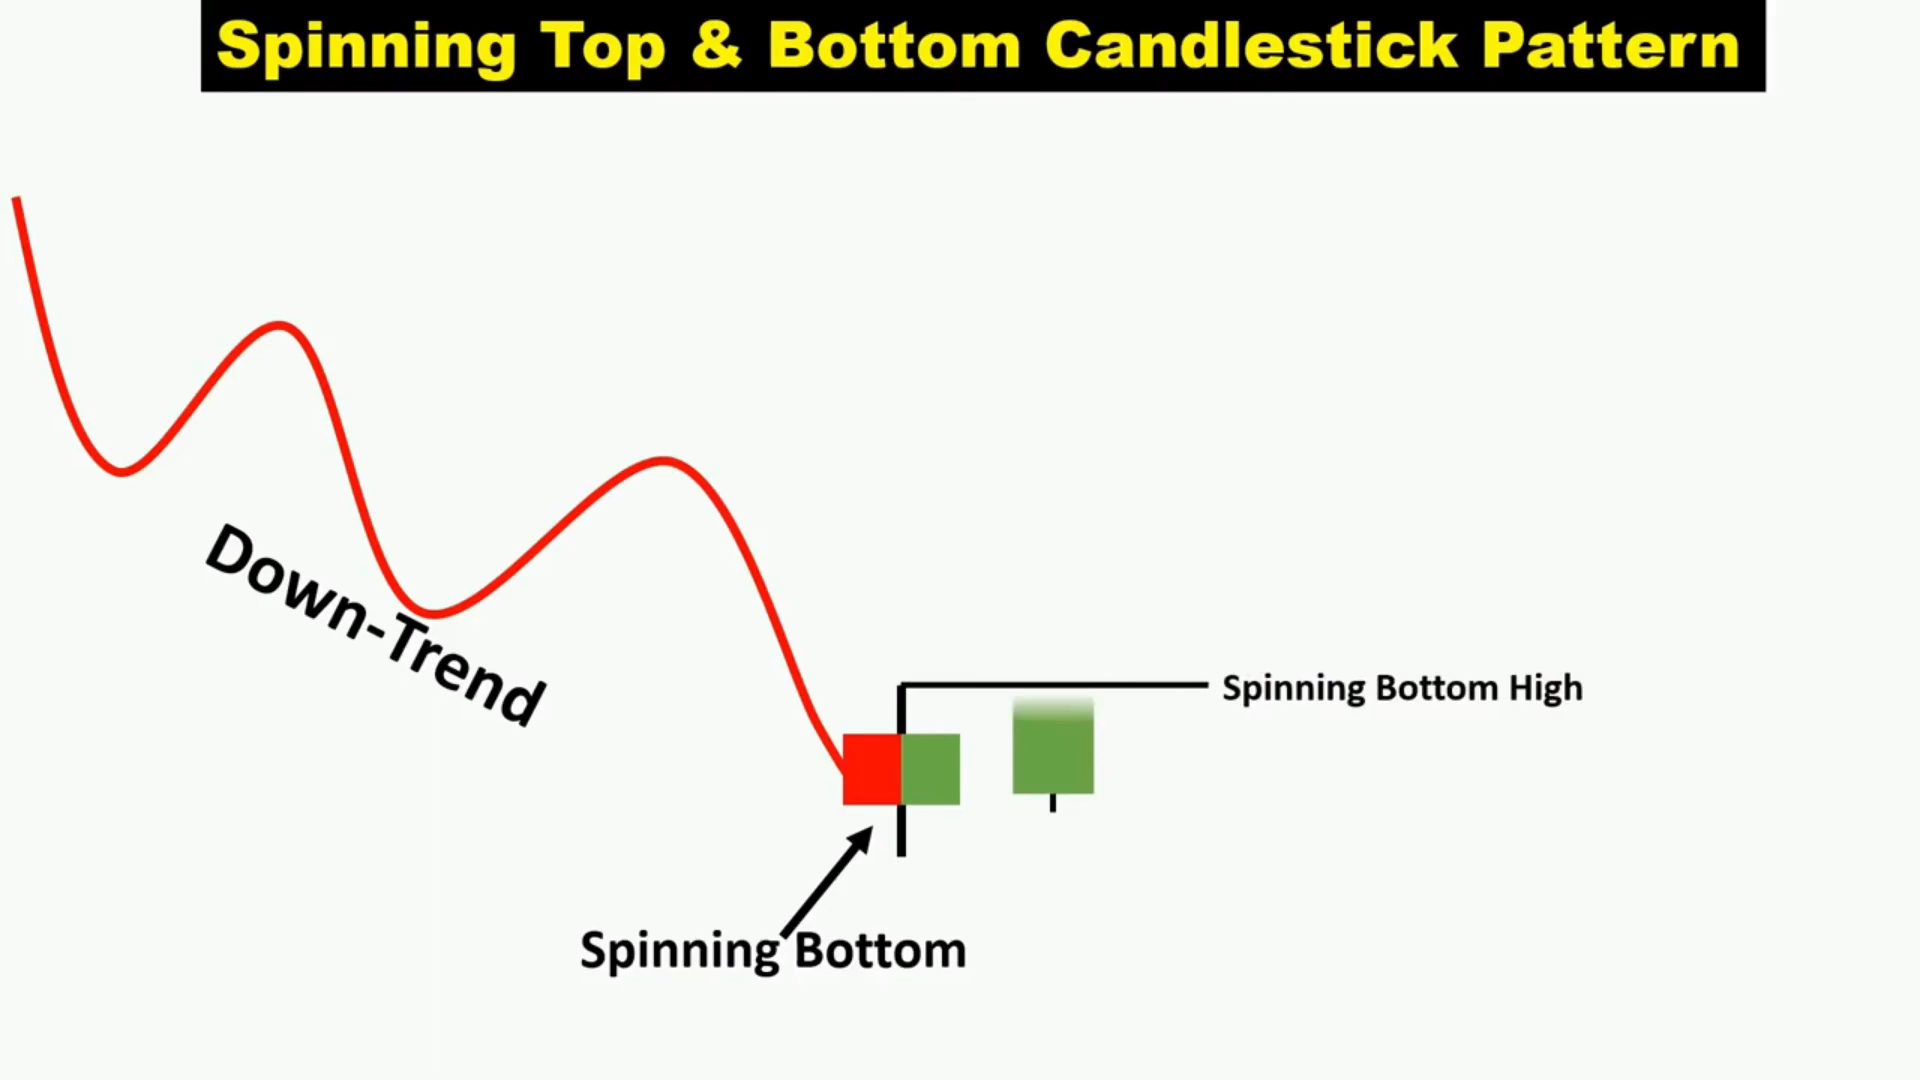 Spinning Top & Bottom Candlestick Pattern
Down-Trend
Spinning Bottom High
Spinning Bottom